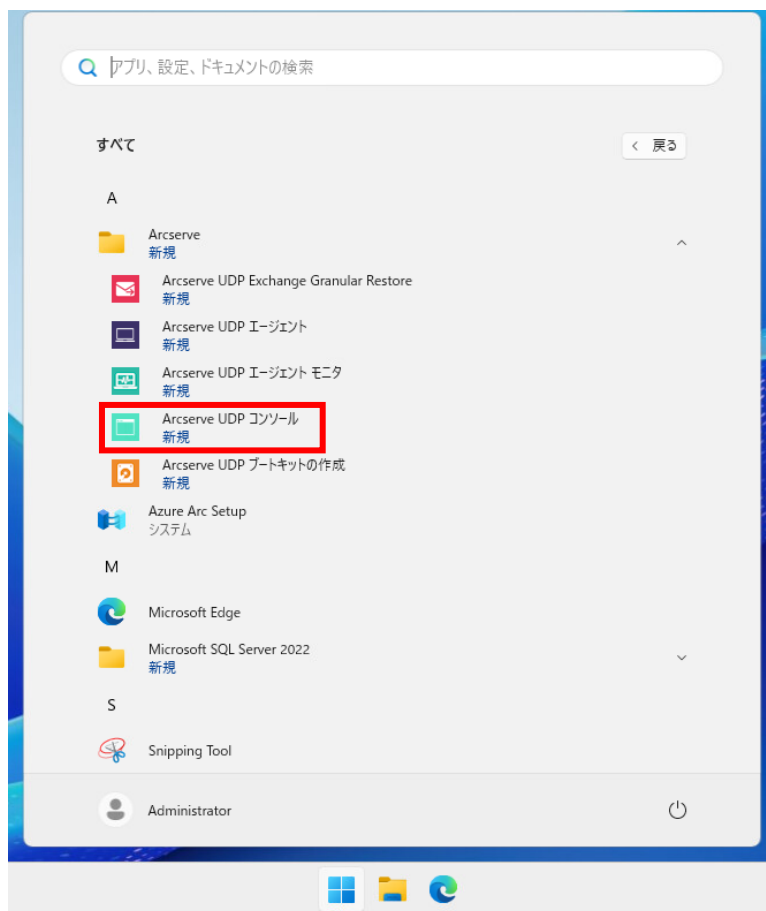 アプリ、設定、ドキュメントの検索
すべて
戻る
A
Arcserve
新規
Arcserve UDP Exchange Granular Restore
新規
Arcserve UDP エージェント
新規
Arcserve UDP エージェント モニタ
新規
Arcserve UDP コンソール
新規
Arcserve UDP ブートキットの作成
新規
Azure Arc Setup
システム
M
Microsoft Edge
Microsoft SQL Server 2022
新規
S
Snipping Tool
Administrator